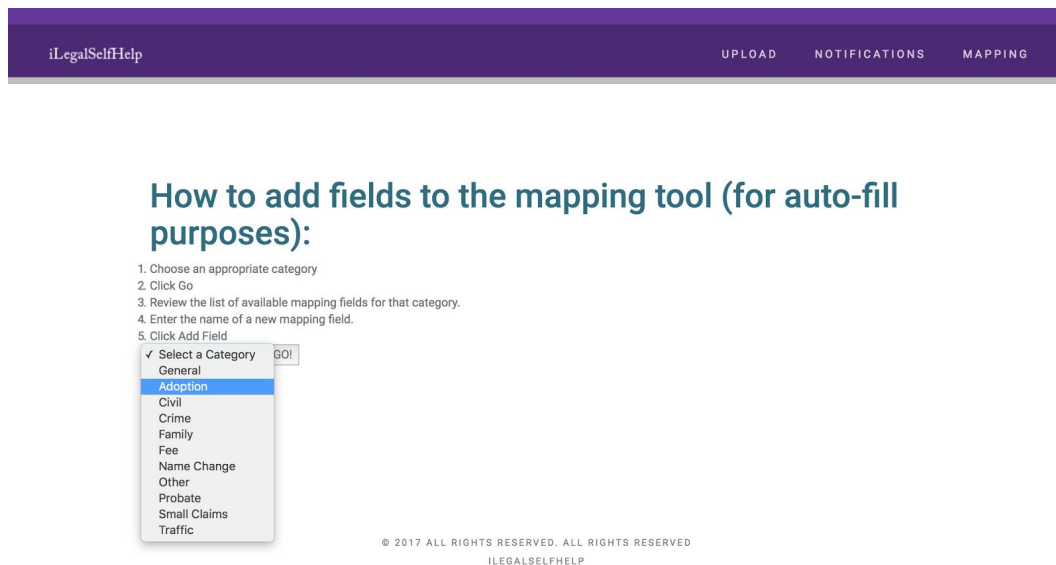 iLegalSelfHelp
UPLOAD NOTIFICATIONS MAPPING
How to add fields to the mapping tool (for auto-fill
purposes):
1. Choose an appropriate category
2. Click Go
3. Review the list of available mapping fields for that category.
4. Enter the name of a new mapping field.
5. Click Add Field
✓ Select a Category GO!
General
Adoption
Civil
Crime
Family
Fee
Name Change
Other
Probate
Small Claims
Traffic
© 2017 ALL RIGHTS RESERVED. ALL RIGHTS RESERVED
ILEGALSELFHELP